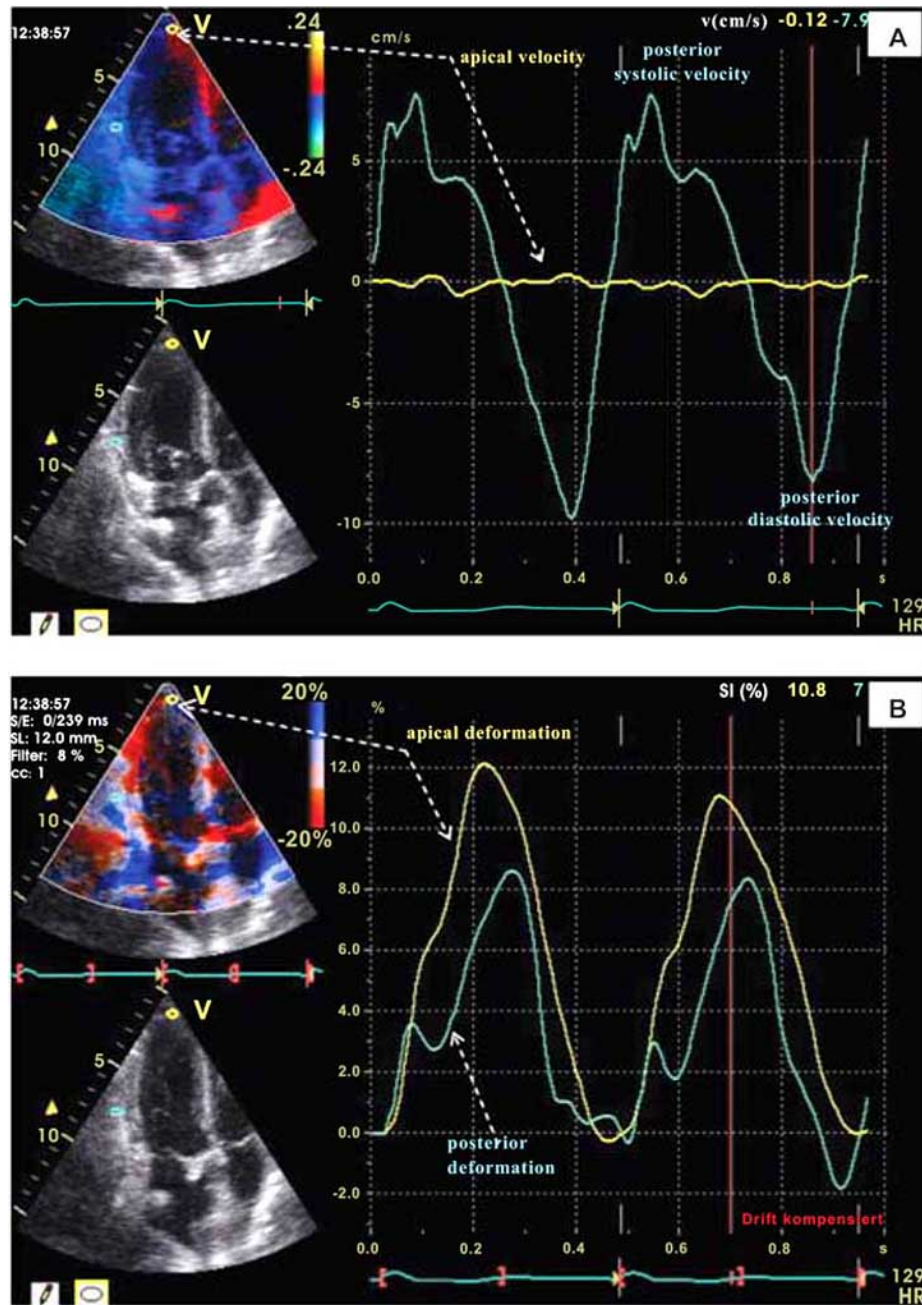 A
12:38:57
V
.24
-.24
5
10
cm/s
v(cm/s) -0.12 -7.9
apical velocity
posterior
systolic velocity
5
0
-5
-10
posterior
diastolic velocity
0.0 0.2 0.4 0.6 0.8 s
V
5
10
129
HR
B
12:38:57
S/E: 0/239 ms
SL: 12.0 mm
Filter: 8 %
cc: 1
V
20%
-20%
5
10
%
SI (%) 10.8 7
apical deformation
12.0
10.0
8.0
6.0
4.0
2.0
0.0
-2.0
posterior
deformation
Drift kompensiert
0.0 0.2 0.4 0.6 0.8 s
V
5
10
129
HR